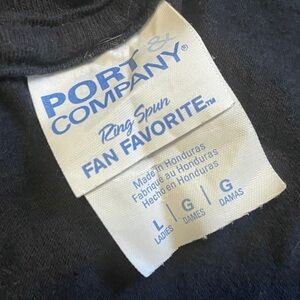 PORT &
COMPANY®
Ring Spun
FAN FAVORITE™
Made in Honduras
Fabriqué au Honduras
Hecho en Honduras
L | G | G
LADIES DAMES DAMAS